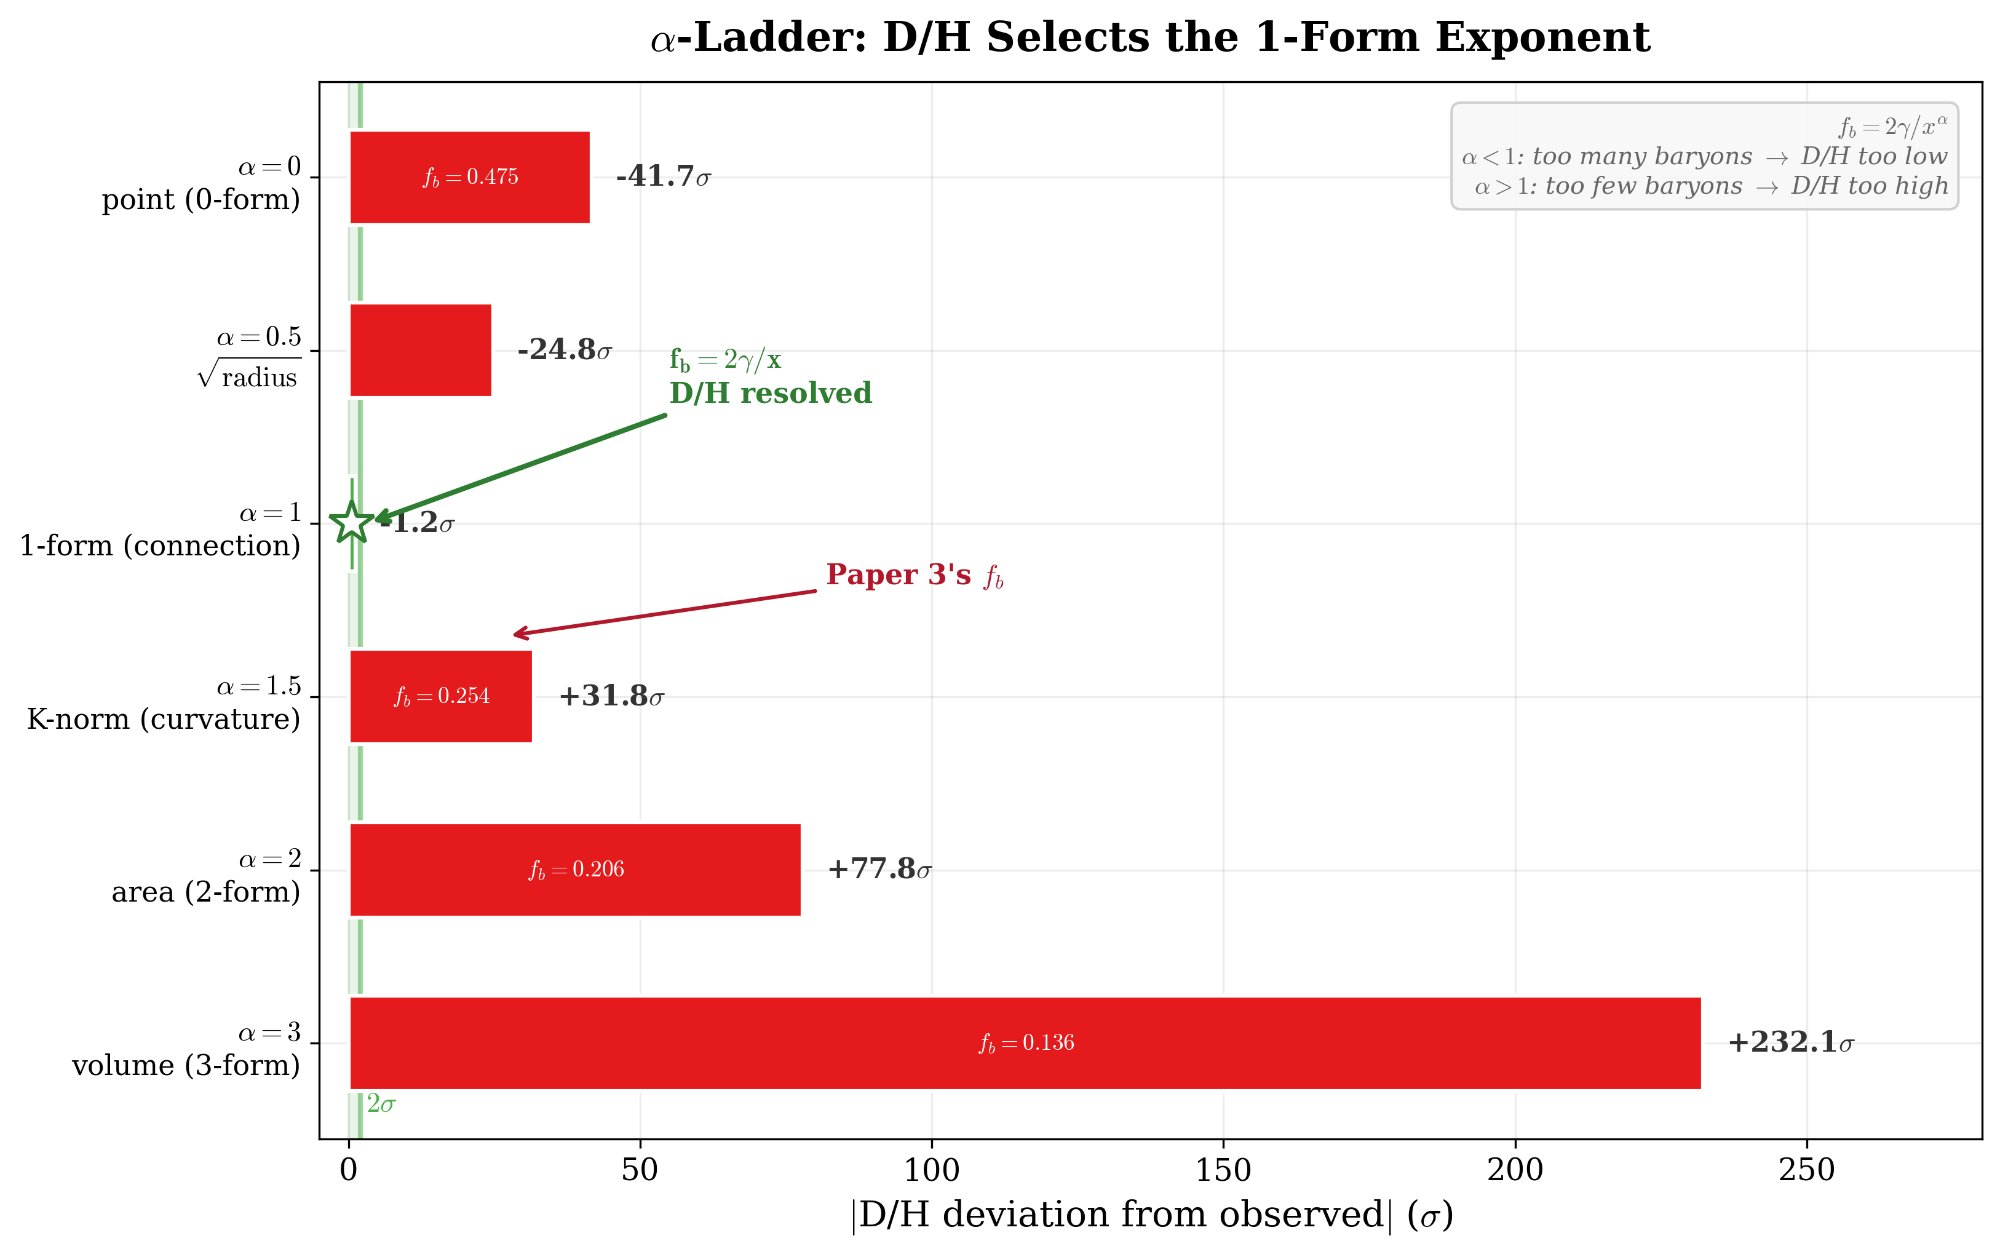 α-Ladder: D/H Selects the 1-Form Exponent
f_b = 2γ/x^α
α < 1: too many baryons → D/H too low
α > 1: too few baryons → D/H too high
α = 0
point (0-form)
f_b = 0.475
-41.7σ
α = 0.5
√radius
-24.8σ
f_b = 2γ/x
D/H resolved
α = 1
1-form (connection)
-1.2σ
Paper 3's f_b
α = 1.5
K-norm (curvature)
f_b = 0.254
+31.8σ
α = 2
area (2-form)
f_b = 0.206
+77.8σ
α = 3
volume (3-form)
f_b = 0.136
+232.1σ
2σ
0 50 100 150 200 250
|D/H deviation from observed| (σ)